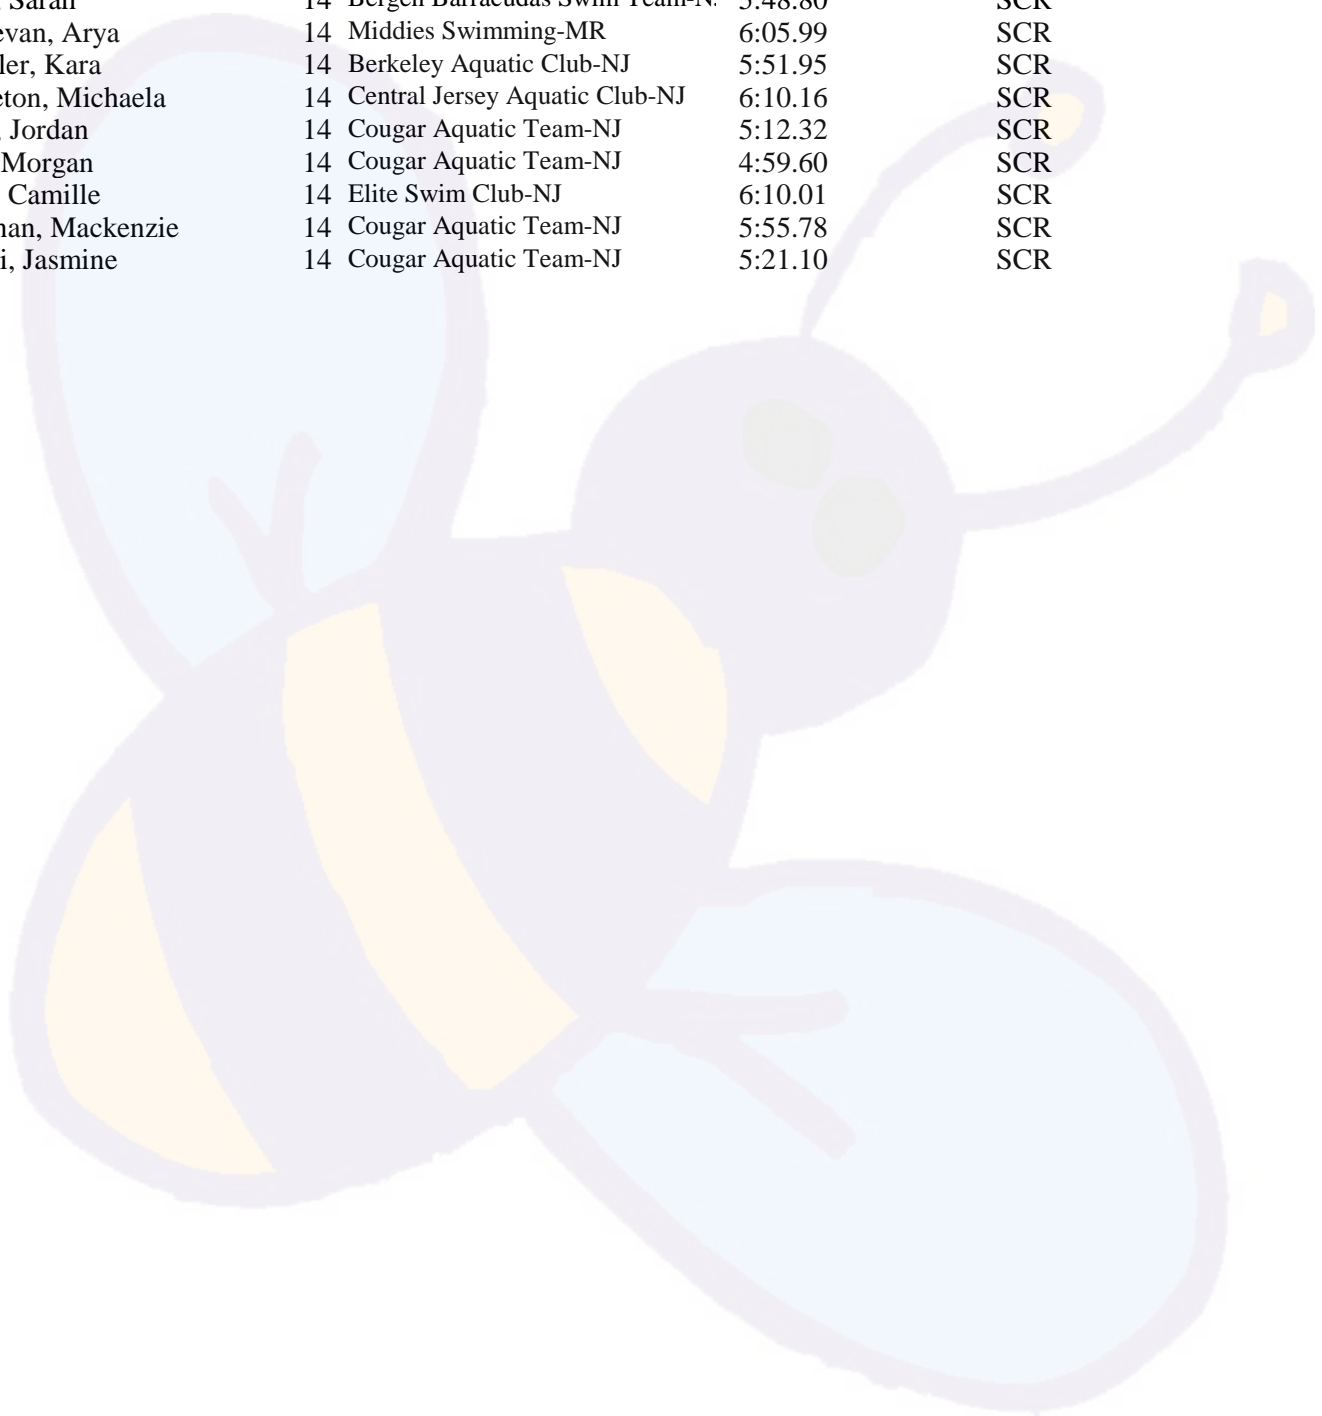 Sarah 14 Bergen Barracudas Swim Team-N. 5:48.80 SCR
evan, Arya 14 Middies Swimming-MR 6:05.99 SCR
ler, Kara 14 Berkeley Aquatic Club-NJ 5:51.95 SCR
eton, Michaela 14 Central Jersey Aquatic Club-NJ 6:10.16 SCR
, Jordan 14 Cougar Aquatic Team-NJ 5:12.32 SCR
Morgan 14 Cougar Aquatic Team-NJ 4:59.60 SCR
, Camille 14 Elite Swim Club-NJ 6:10.01 SCR
nan, Mackenzie 14 Cougar Aquatic Team-NJ 5:55.78 SCR
i, Jasmine 14 Cougar Aquatic Team-NJ 5:21.10 SCR